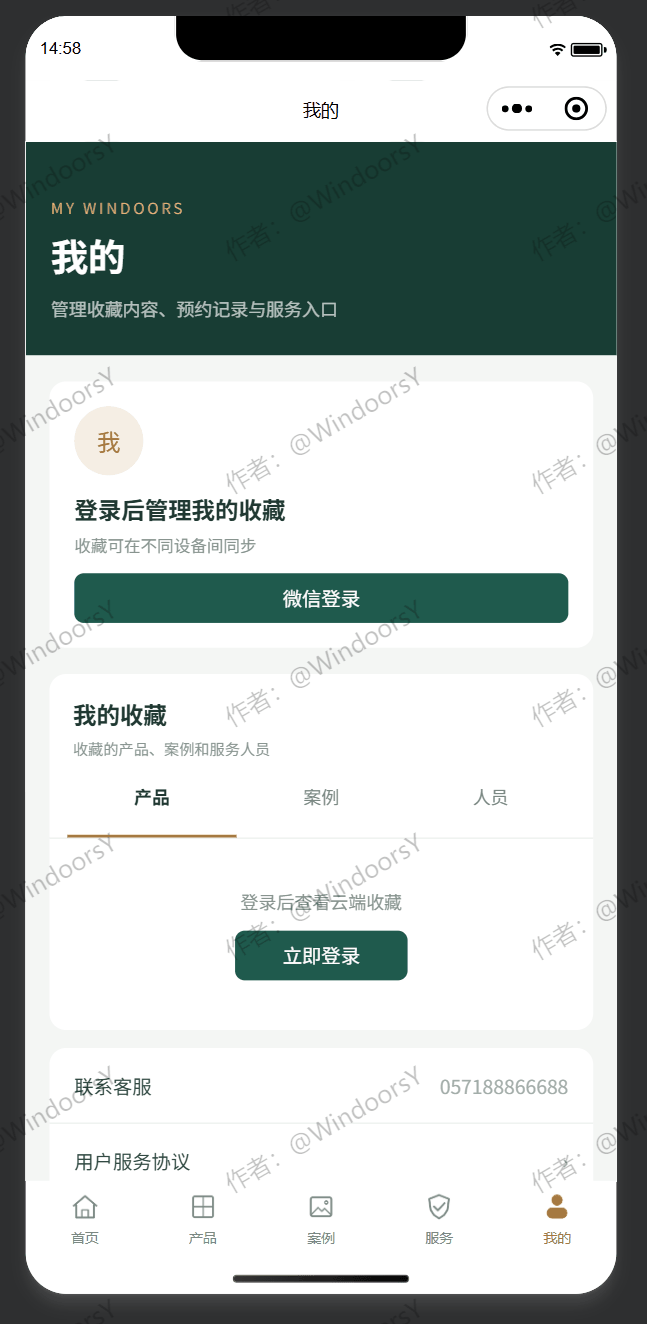 14:58
我的
MY WINDOORS
我的
管理收藏内容、预约记录与服务入口
我
登录后管理我的收藏
收藏可在不同设备间同步
微信登录
我的收藏
收藏的产品、案例和服务人员
产品 案例 人员
登录后查看云端收藏
立即登录
联系客服 057188866688
用户服务协议
首页 产品 案例 服务 我的
作者：@WindoorsY